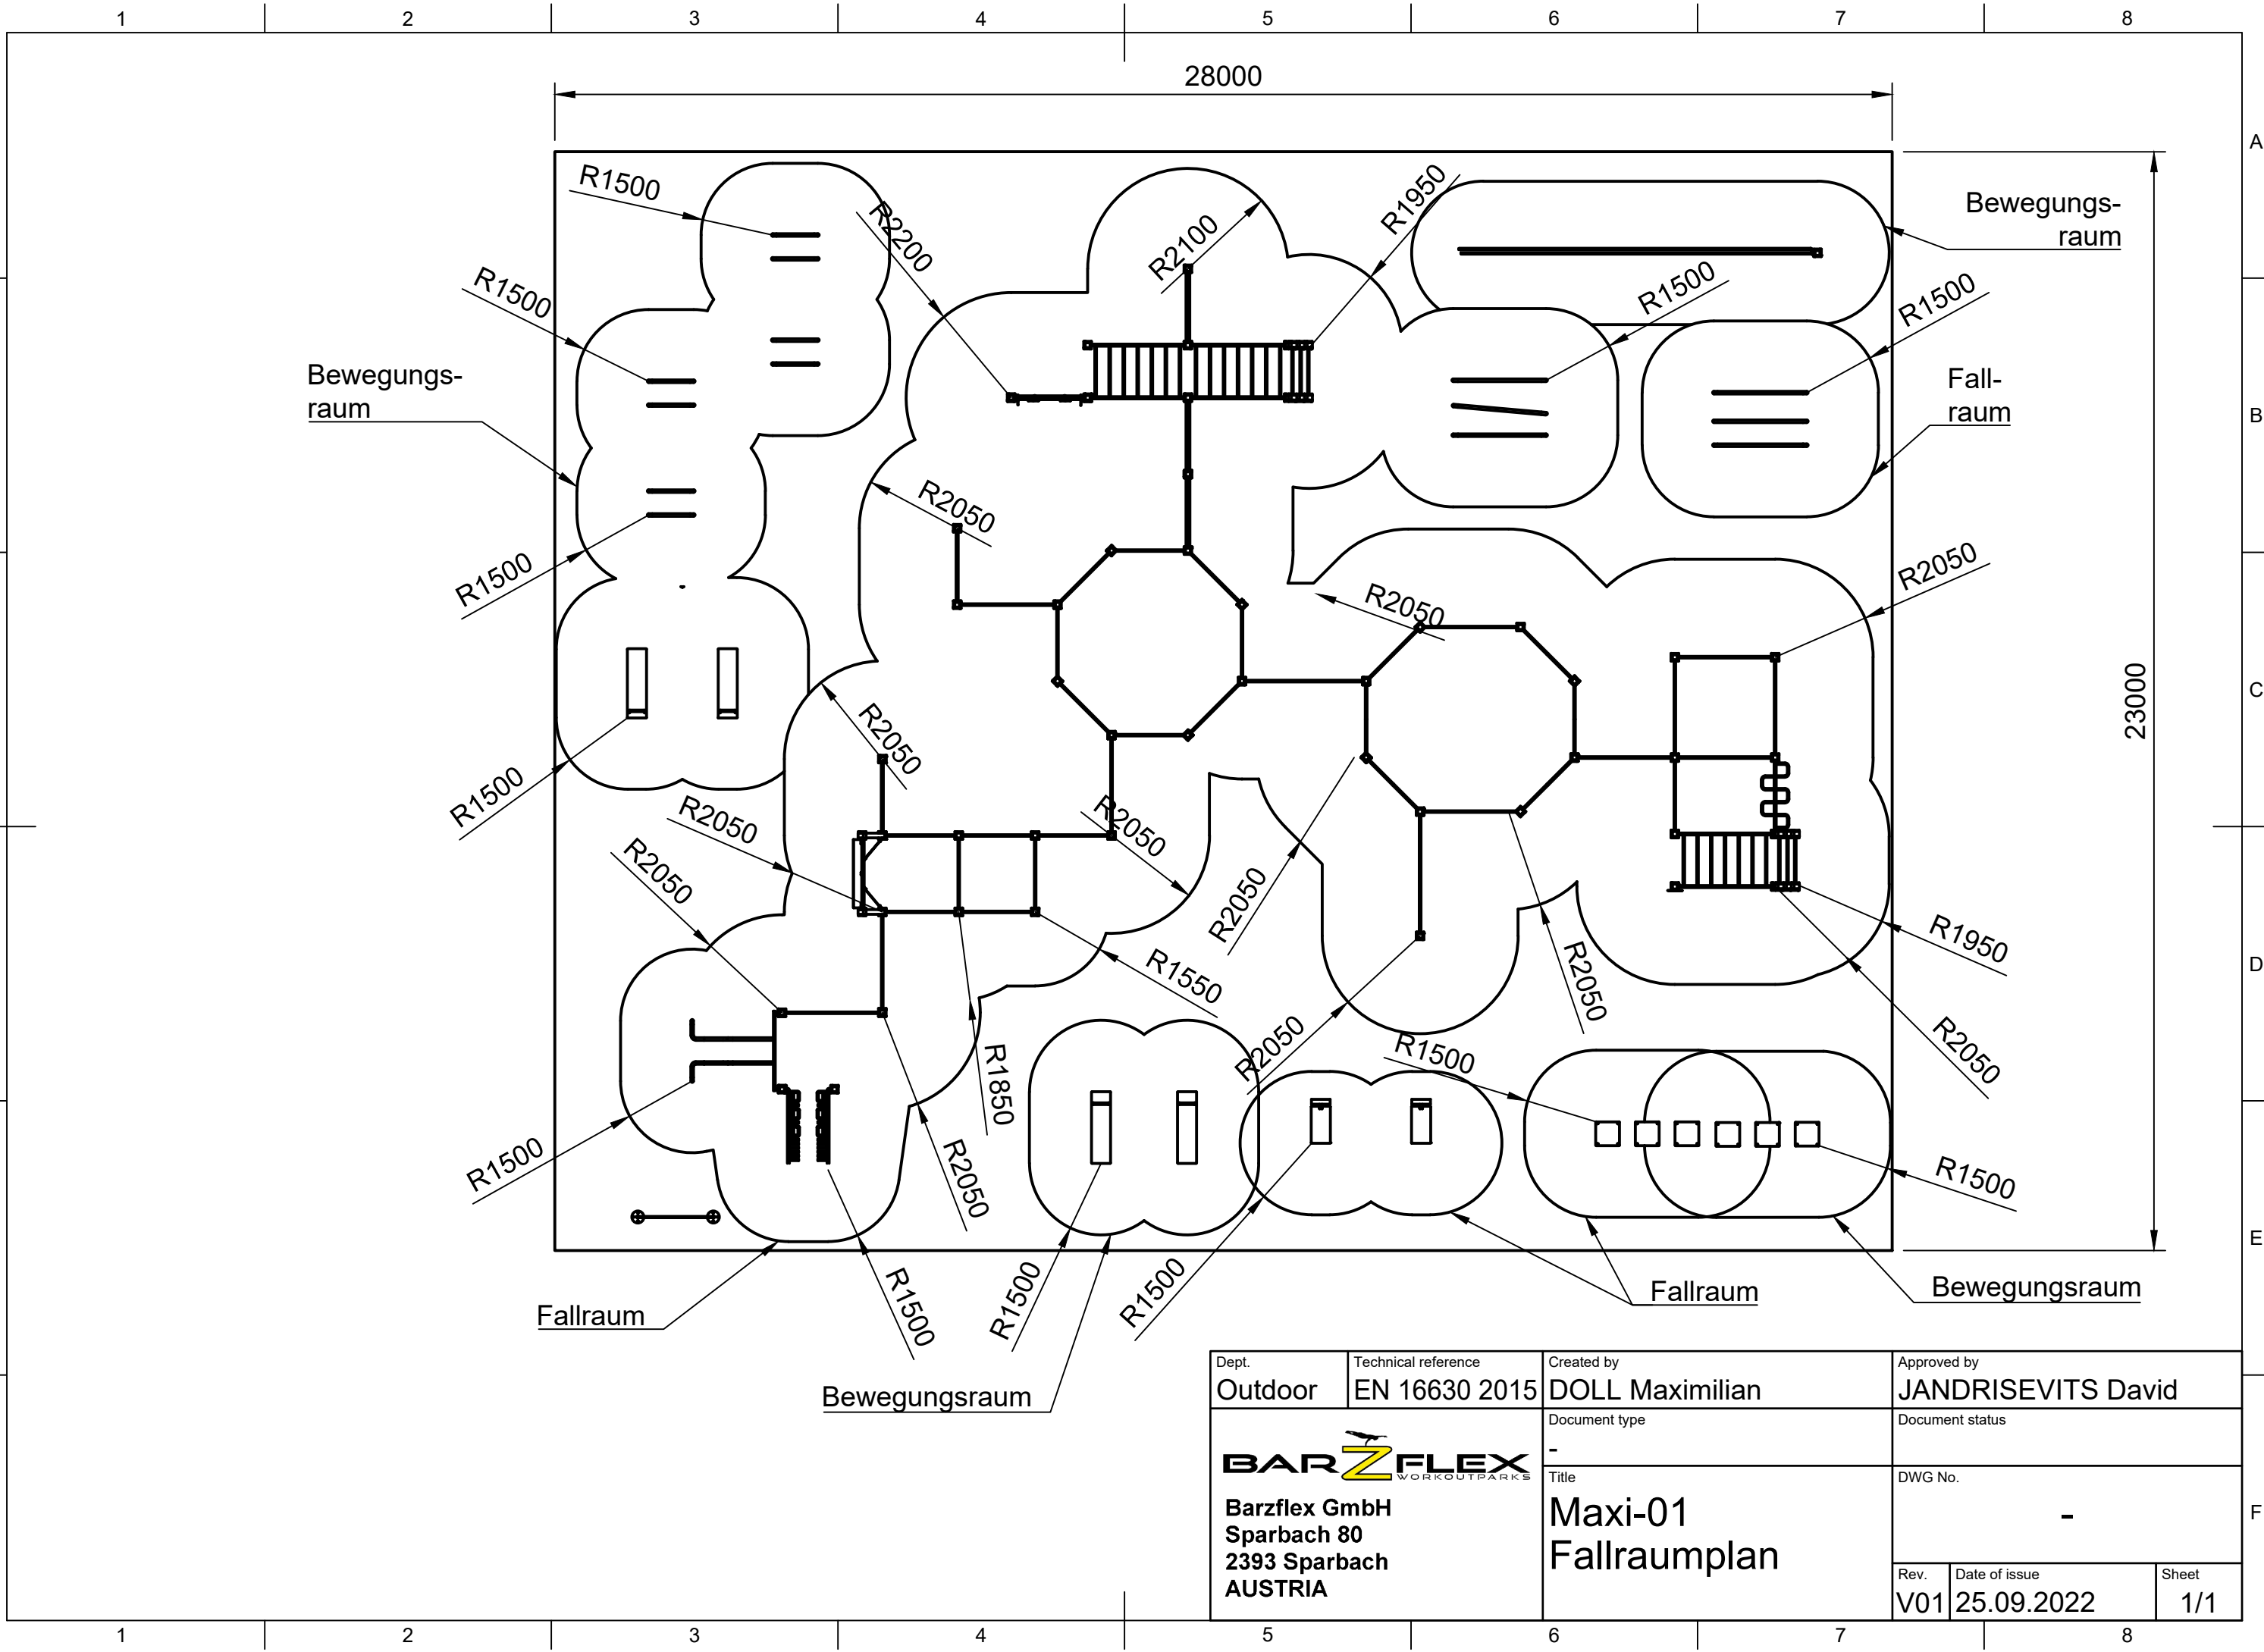 1 2 3 4 5 6 7 8
28000
A
R1500
R2200
R2100
R1950
Bewegungs-
raum
R1500
R1500
R1500
Bewegungs-
raum
Fall-
raum
B
R2050
R1500
R2050
R2050
23000
C
R2050
R1500
R2050
R2050
R2050
R2050
R1550
R2050
R1950
D
R1850
R2050
R1500
R2050
R2050
R1500
R2050
R1500
R1500
R1500
R1500
E
Fallraum
Fallraum
Bewegungsraum
Bewegungsraum
Dept.
Outdoor
Technical reference
EN 16630 2015
Created by
DOLL Maximilian
Approved by
JANDRISEVITS David
Document type
-
Document status
BARZFLEX
WORKOUTPARKS
Barzflex GmbH
Sparbach 80
2393 Sparbach
AUSTRIA
Title
Maxi-01
Fallraumplan
DWG No.
-
F
Rev.
V01
Date of issue
25.09.2022
Sheet
1/1
1 2 3 4 5 6 7 8